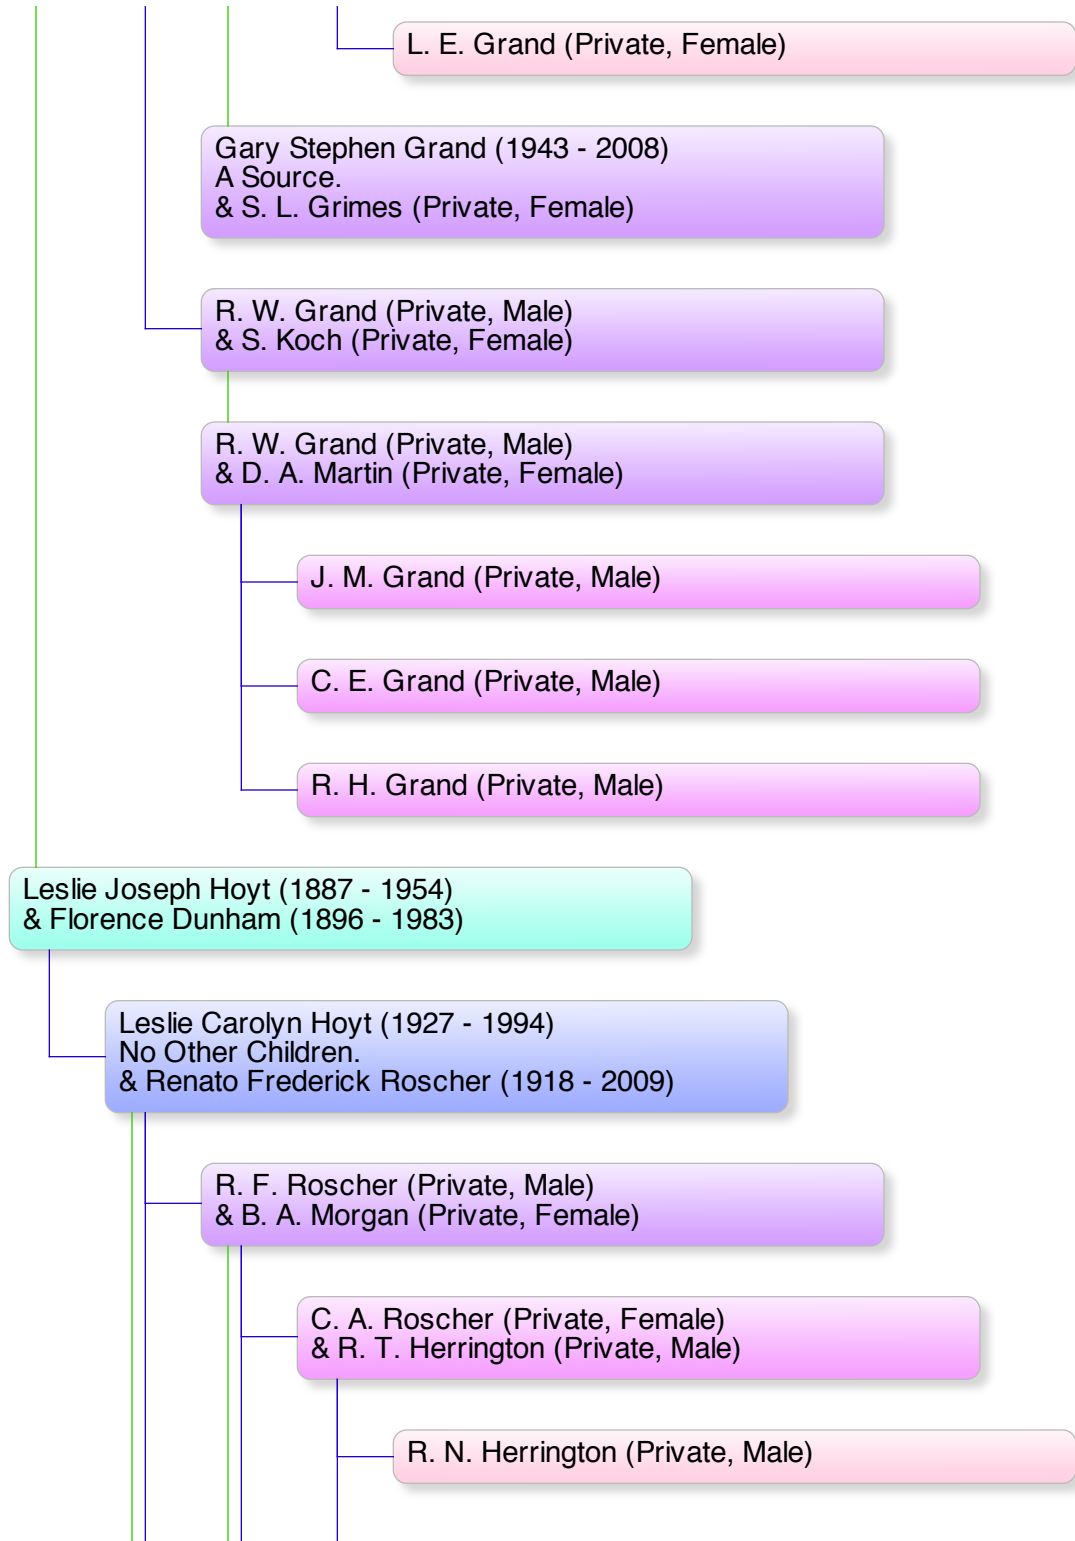 L. E. Grand (Private, Female)
Gary Stephen Grand (1943 - 2008)
A Source.
& S. L. Grimes (Private, Female)
R. W. Grand (Private, Male)
& S. Koch (Private, Female)
R. W. Grand (Private, Male)
& D. A. Martin (Private, Female)
J. M. Grand (Private, Male)
C. E. Grand (Private, Male)
R. H. Grand (Private, Male)
Leslie Joseph Hoyt (1887 - 1954)
& Florence Dunham (1896 - 1983)
Leslie Carolyn Hoyt (1927 - 1994)
No Other Children.
& Renato Frederick Roscher (1918 - 2009)
R. F. Roscher (Private, Male)
& B. A. Morgan (Private, Female)
C. A. Roscher (Private, Female)
& R. T. Herrington (Private, Male)
R. N. Herrington (Private, Male)